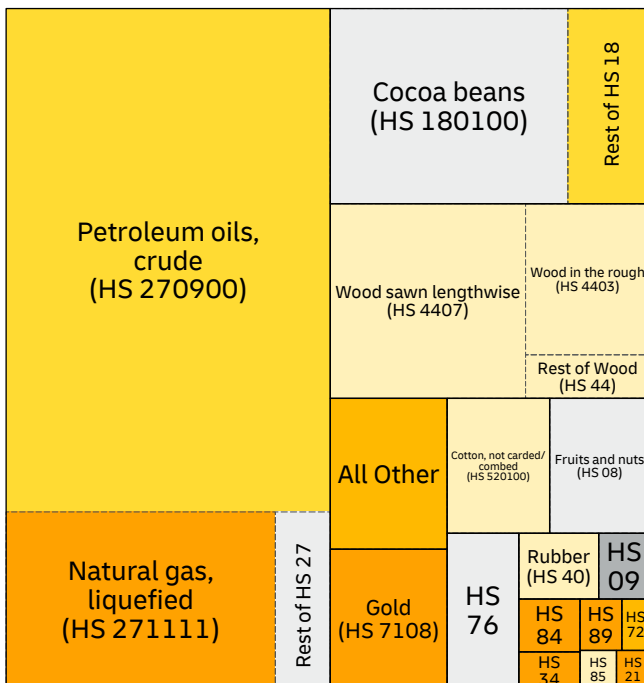 Petroleum oils,
crude
(HS 270900)
Natural gas,
liquefied
(HS 271111)
Rest of HS 27
Cocoa beans
(HS 180100)
Rest of HS 18
Wood sawn lengthwise
(HS 4407)
Wood in the rough
(HS 4403)
Rest of Wood
(HS 44)
All Other
Gold
(HS 7108)
Cotton, not carded/
combed
(HS 520100)
Fruits and nuts
(HS 08)
HS
76
Rubber
(HS 40)
HS
09
HS
84
HS
89
HS
72
HS
34
HS
85
HS
21